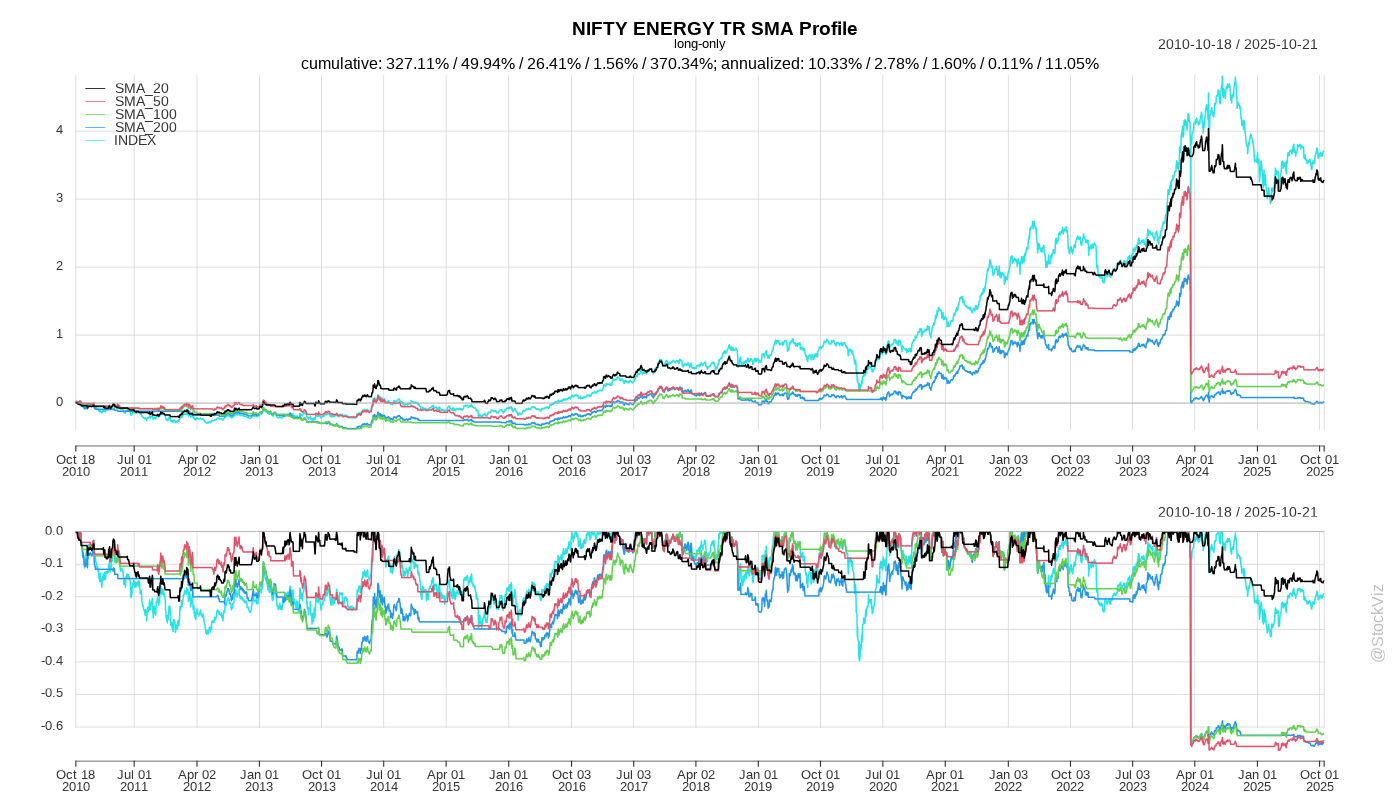 NIFTY ENERGY TR SMA Profile
long-only
2010-10-18 / 2025-10-21
cumulative: 327.11% / 49.94% / 26.41% / 1.56% / 370.34%; annualized: 10.33% / 2.78% / 1.60% / 0.11% / 11.05%
SMA_20
SMA_50
SMA_100
SMA_200
INDEX
4
3
2
1
0
Oct 18 Jul 01 Apr 02 Jan 01 Oct 01 Jul 01 Apr 01 Jan 01 Oct 03 Jul 03 Apr 02 Jan 01 Oct 01 Jul 01 Apr 01 Jan 03 Oct 03 Jul 03 Apr 01 Jan 01 Oct 01
2010 2011 2012 2013 2013 2014 2015 2016 2016 2017 2018 2019 2019 2020 2021 2022 2022 2023 2024 2025 2025
2010-10-18 / 2025-10-21
0.0
-0.1
-0.2
-0.3
-0.4
-0.5
-0.6
Oct 18 Jul 01 Apr 02 Jan 01 Oct 01 Jul 01 Apr 01 Jan 01 Oct 03 Jul 03 Apr 02 Jan 01 Oct 01 Jul 01 Apr 01 Jan 03 Oct 03 Jul 03 Apr 01 Jan 01 Oct 01
2010 2011 2012 2013 2013 2014 2015 2016 2016 2017 2018 2019 2019 2020 2021 2022 2022 2023 2024 2025 2025
@StockViz